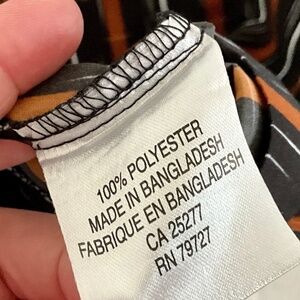 100% POLYESTER
MADE IN BANGLADESH
FABRIQUE EN BANGLADESH
CA 25277
RN 79727